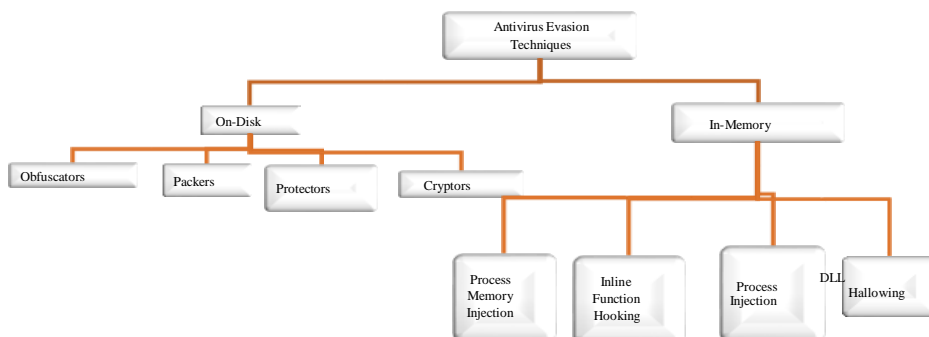 Antivirus Evasion
Techniques
On-Disk
In-Memory
Obfuscators
Packers
Protectors
Cryptors
Process
Memory
Injection
Inline
Function
Hooking
Process
Injection
DLL
Hallowing